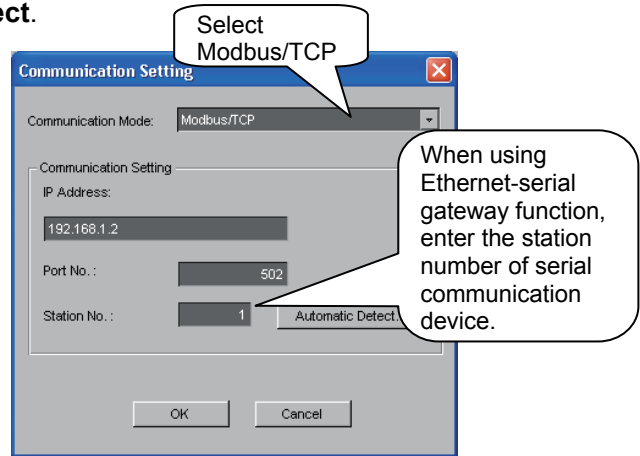 ect.
Select
Modbus/TCP
Communication Setting
Communication Mode: Modbus/TCP
Communication Setting
IP Address:
192.168.1.2
Port No. : 502
Station No. : 1 Automatic Detect.
When using
Ethernet-serial
gateway function,
enter the station
number of serial
communication
device.
OK Cancel